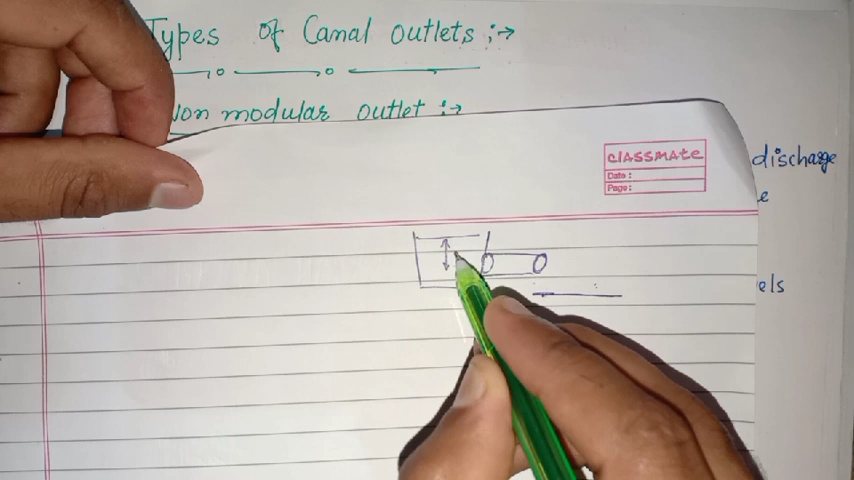 Types of Canal outlets :→
Non modular outlet :→
discharge
e
els
CLASSMATE
Date :
Page :